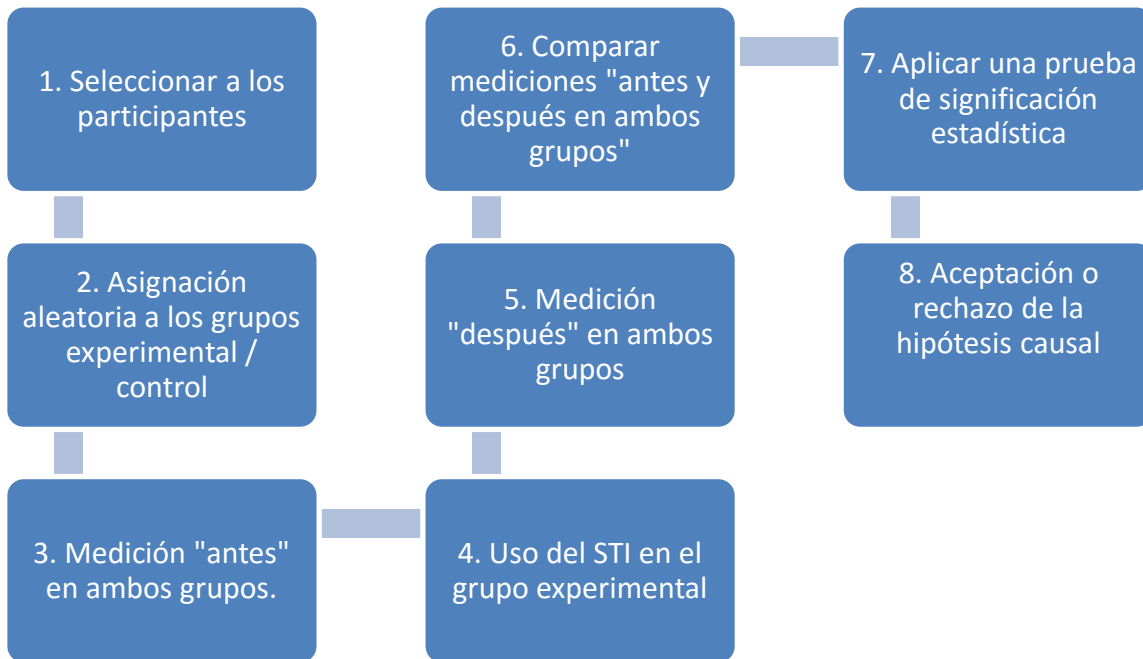 1. Seleccionar a los
participantes
2. Asignación
aleatoria a los grupos
experimental /
control
3. Medición "antes"
en ambos grupos.
4. Uso del STI en el
grupo experimental
5. Medición
"después" en ambos
grupos
6. Comparar
mediciones "antes y
después en ambos
grupos"
7. Aplicar una prueba
de significación
estadística
8. Aceptación o
rechazo de la
hipótesis causal